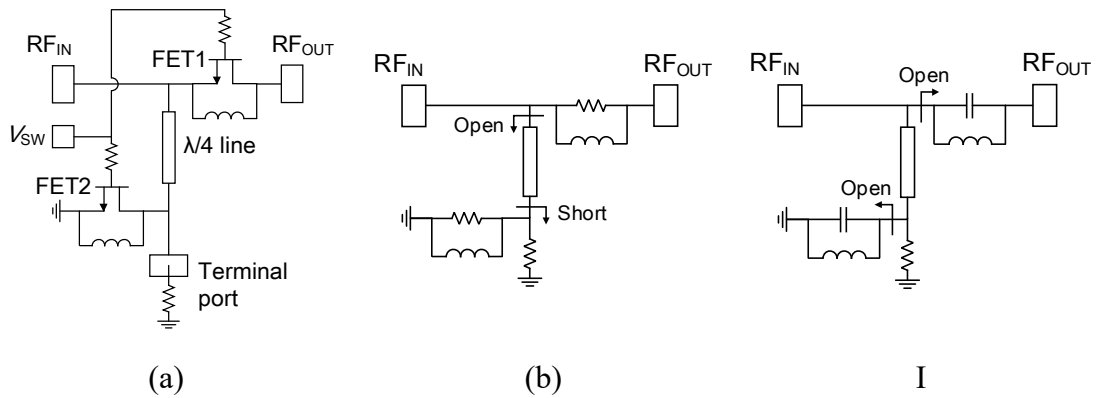 RF_IN
FET1
RF_OUT
V_SW
λ/4 line
FET2
Terminal
port
(a)
RF_IN
RF_OUT
Open
Short
(b)
RF_IN
Open
RF_OUT
Open
I